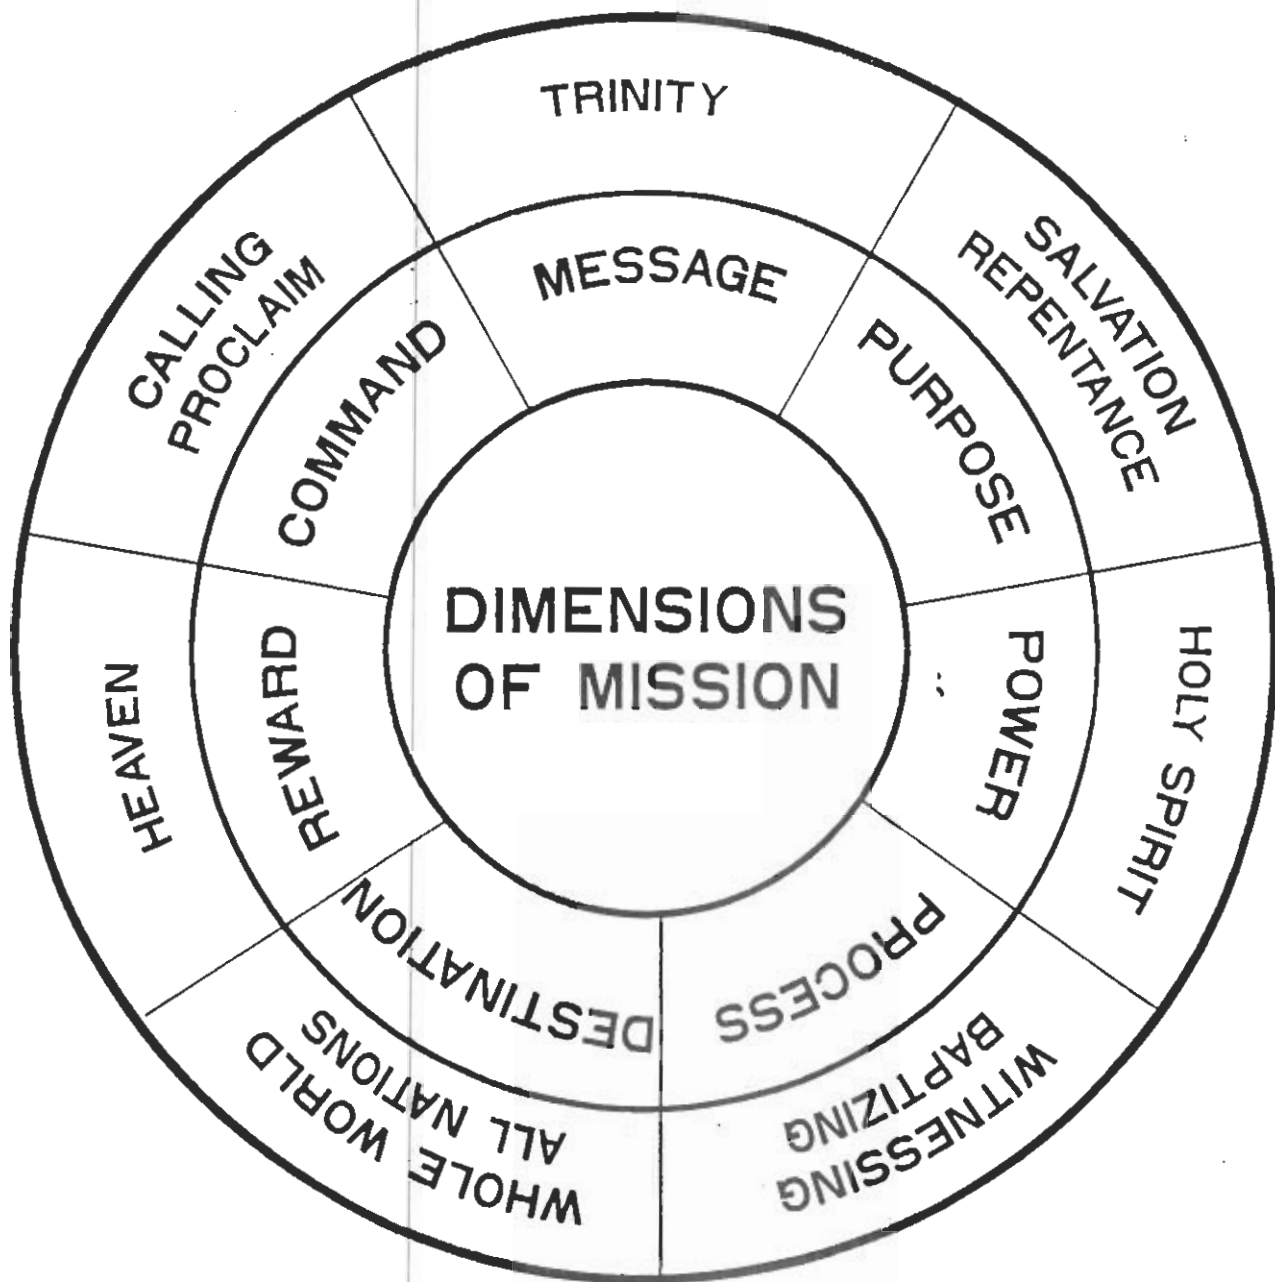 TRINITY
MESSAGE
SALVATION
REPENTANCE
PURPOSE
HOLY SPIRIT
POWER
WITNESSING
BAPTIZING
PROCESS
WHOLE WORLD
ALL NATIONS
DESTINATION
HEAVEN
REWARD
CALLING
PROCLAIM
COMMAND
DIMENSIONS
OF MISSION